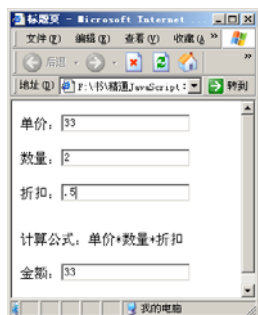 标题页 - Microsoft Internet ...
文件(F) 编辑(E) 查看(V) 收藏(A »
后退 »
地址(D) F:\书\精通JavaScript: 转到
单价: 33
数量: 2
折扣: .5
计算公式: 单价*数量*折扣
金额: 33
我的电脑